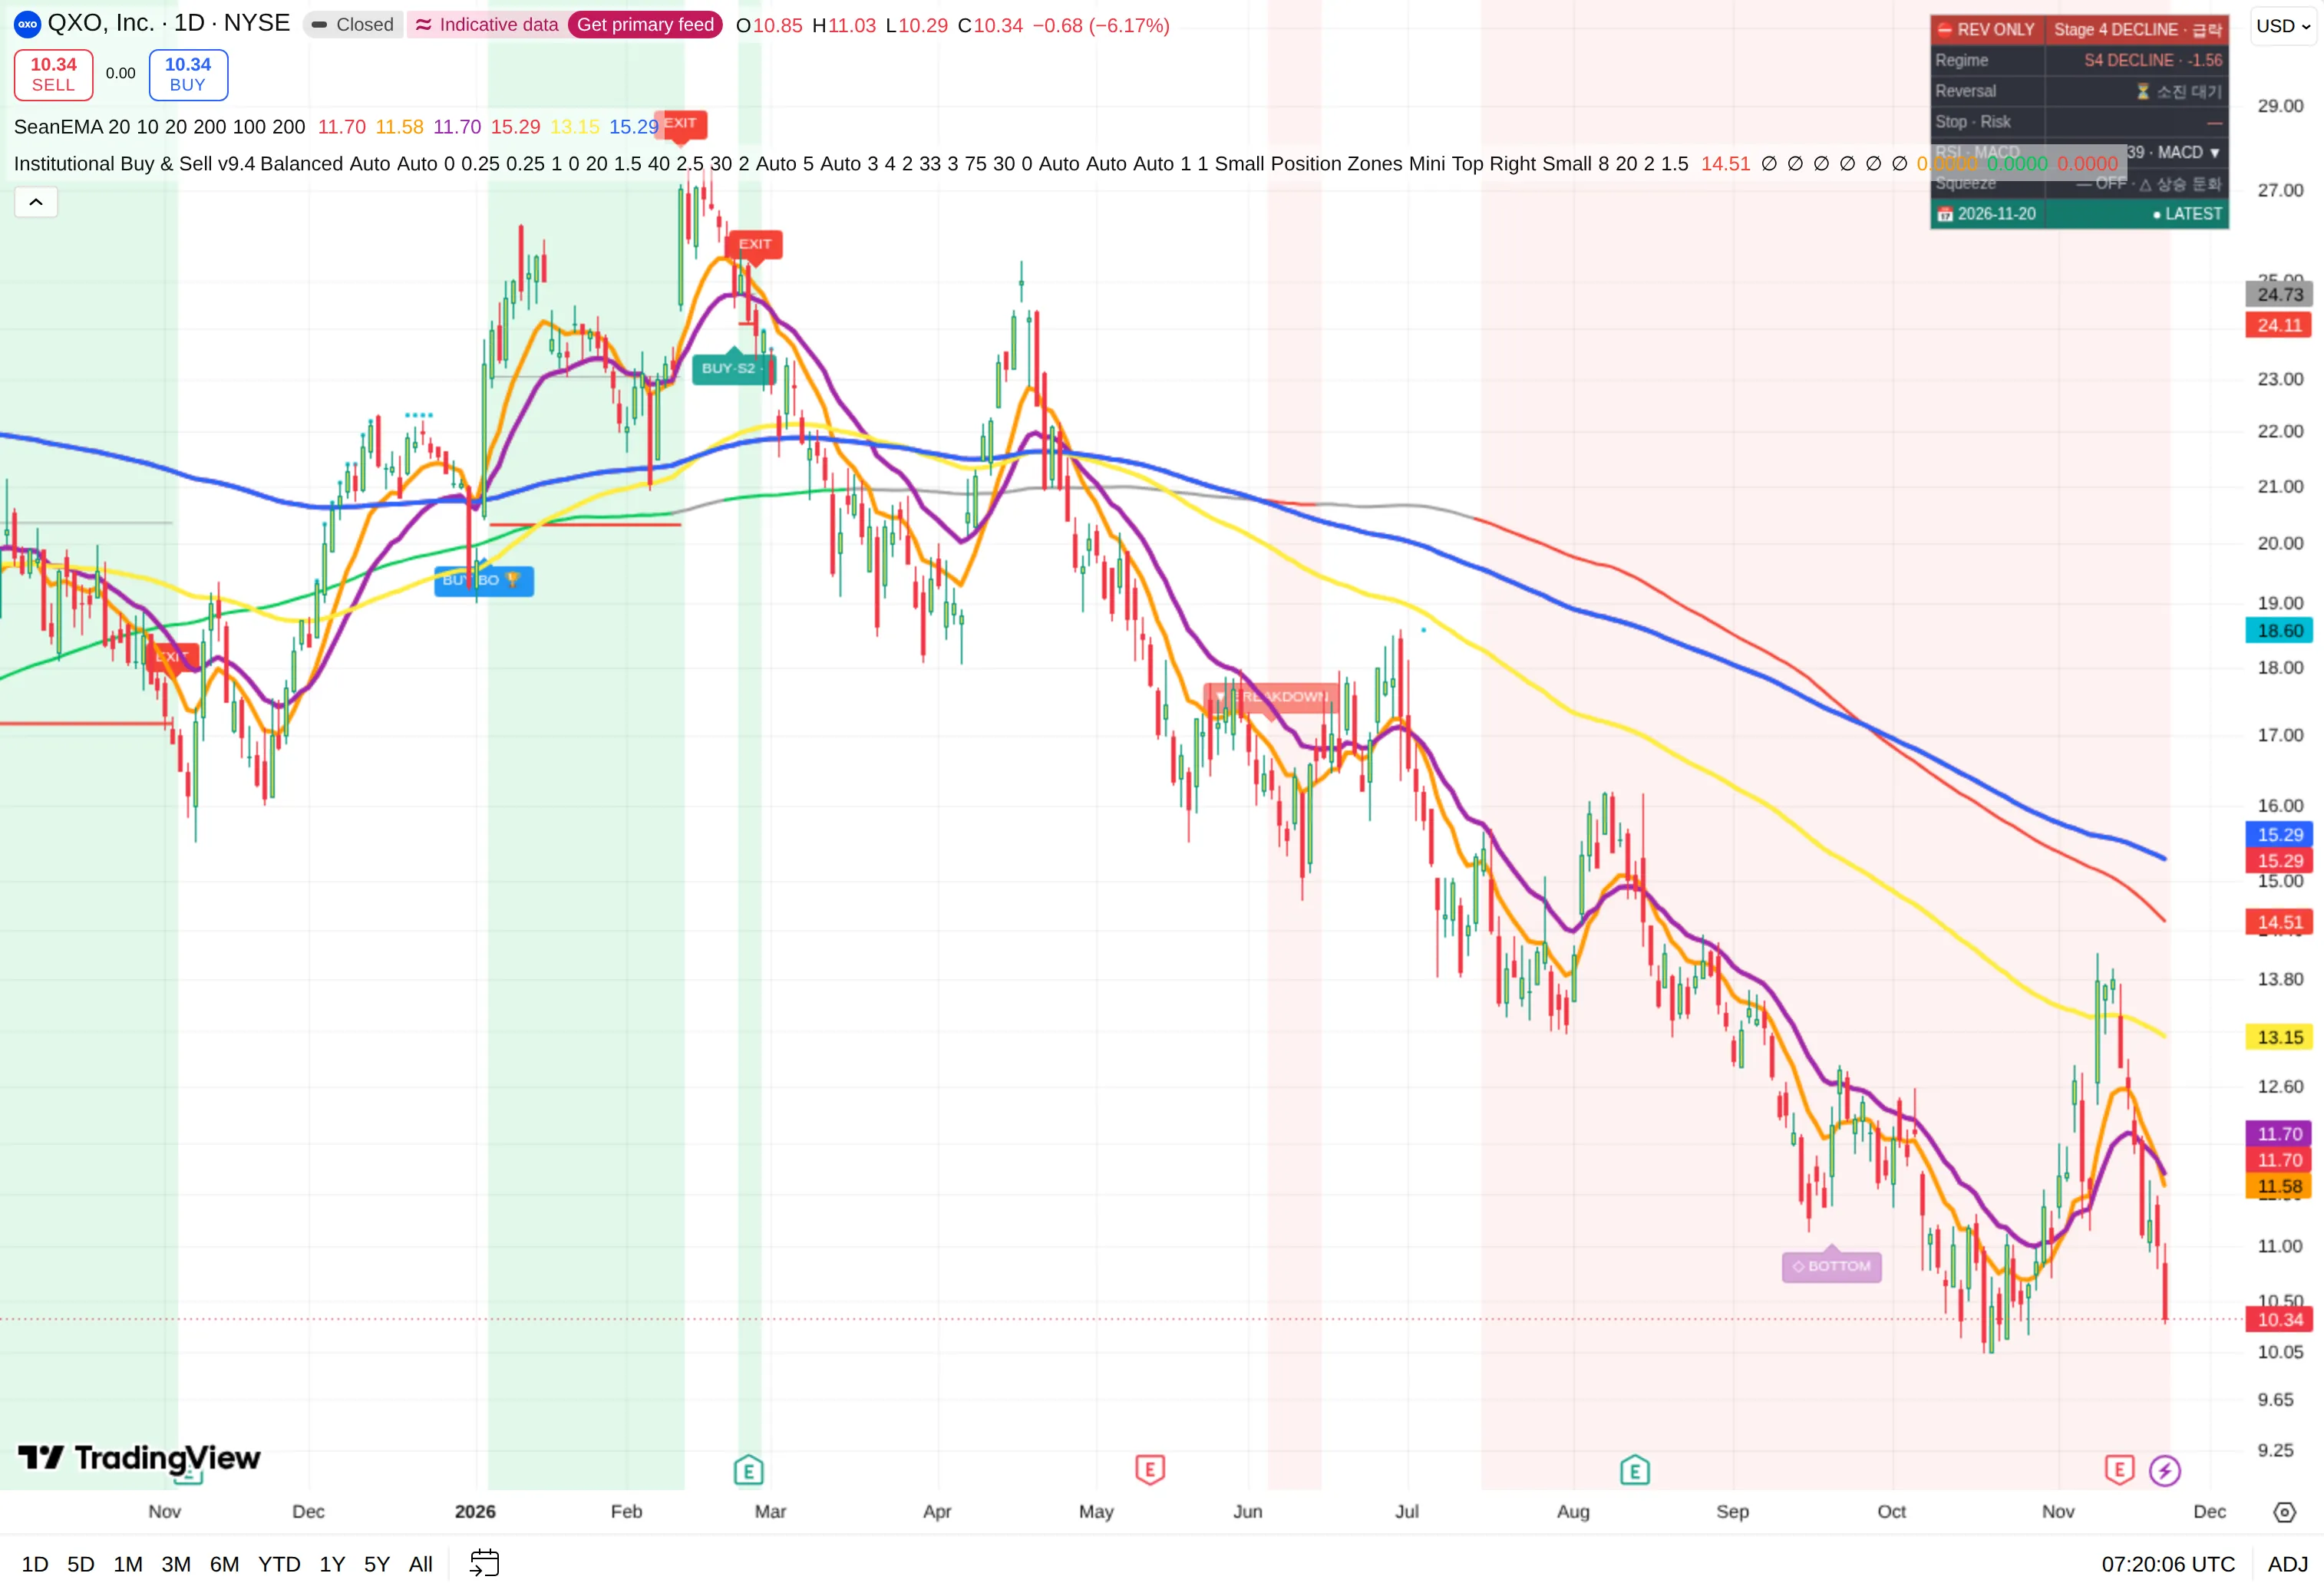 QXO, Inc. · 1D · NYSE Closed Indicative data Get primary feed O10.85 H11.03 L10.29 C10.34 −0.68 (−6.17%)
USD
10.34
SELL
0.00
10.34
BUY
SeanEMA 20 10 20 200 100 200 11.70 11.58 11.70 15.29 13.15 15.29
Institutional Buy & Sell v9.4 Balanced Auto Auto 0 0.25 0.25 1 0 20 1.5 40 2.5 30 2 Auto 5 Auto 3 4 2 33 3 75 30 0 Auto Auto Auto 1 1 Small Position Zones Mini Top Right Small 8 20 2 1.5 14.51 ∅ ∅ ∅ ∅ ∅ ∅ 0.0000 0.0000 0.0000
⛔ REV ONLY Stage 4 DECLINE · 급락
Regime S4 DECLINE · -1.56
Reversal ⏳ 소진 대기
Stop · Risk —
RSI · MACD 39 · MACD ▼
Squeeze — OFF · △ 상승 둔화
📅 2026-11-20 ● LATEST
EXIT
EXIT
BUY·S2
BUY BO 🏆
EXIT
▼ BREAKDOWN
◇ BOTTOM
29.00
27.00
25.00
24.73
24.11
23.00
22.00
21.00
20.00
19.00
18.60
18.00
17.00
16.00
15.29
15.29
15.00
14.51
13.80
13.15
12.60
11.70
11.70
11.58
11.00
10.50
10.34
10.05
9.65
9.25
TradingView
E
E
E
E
E
Nov Dec 2026 Feb Mar Apr May Jun Jul Aug Sep Oct Nov Dec
1D 5D 1M 3M 6M YTD 1Y 5Y All
07:20:06 UTC ADJ